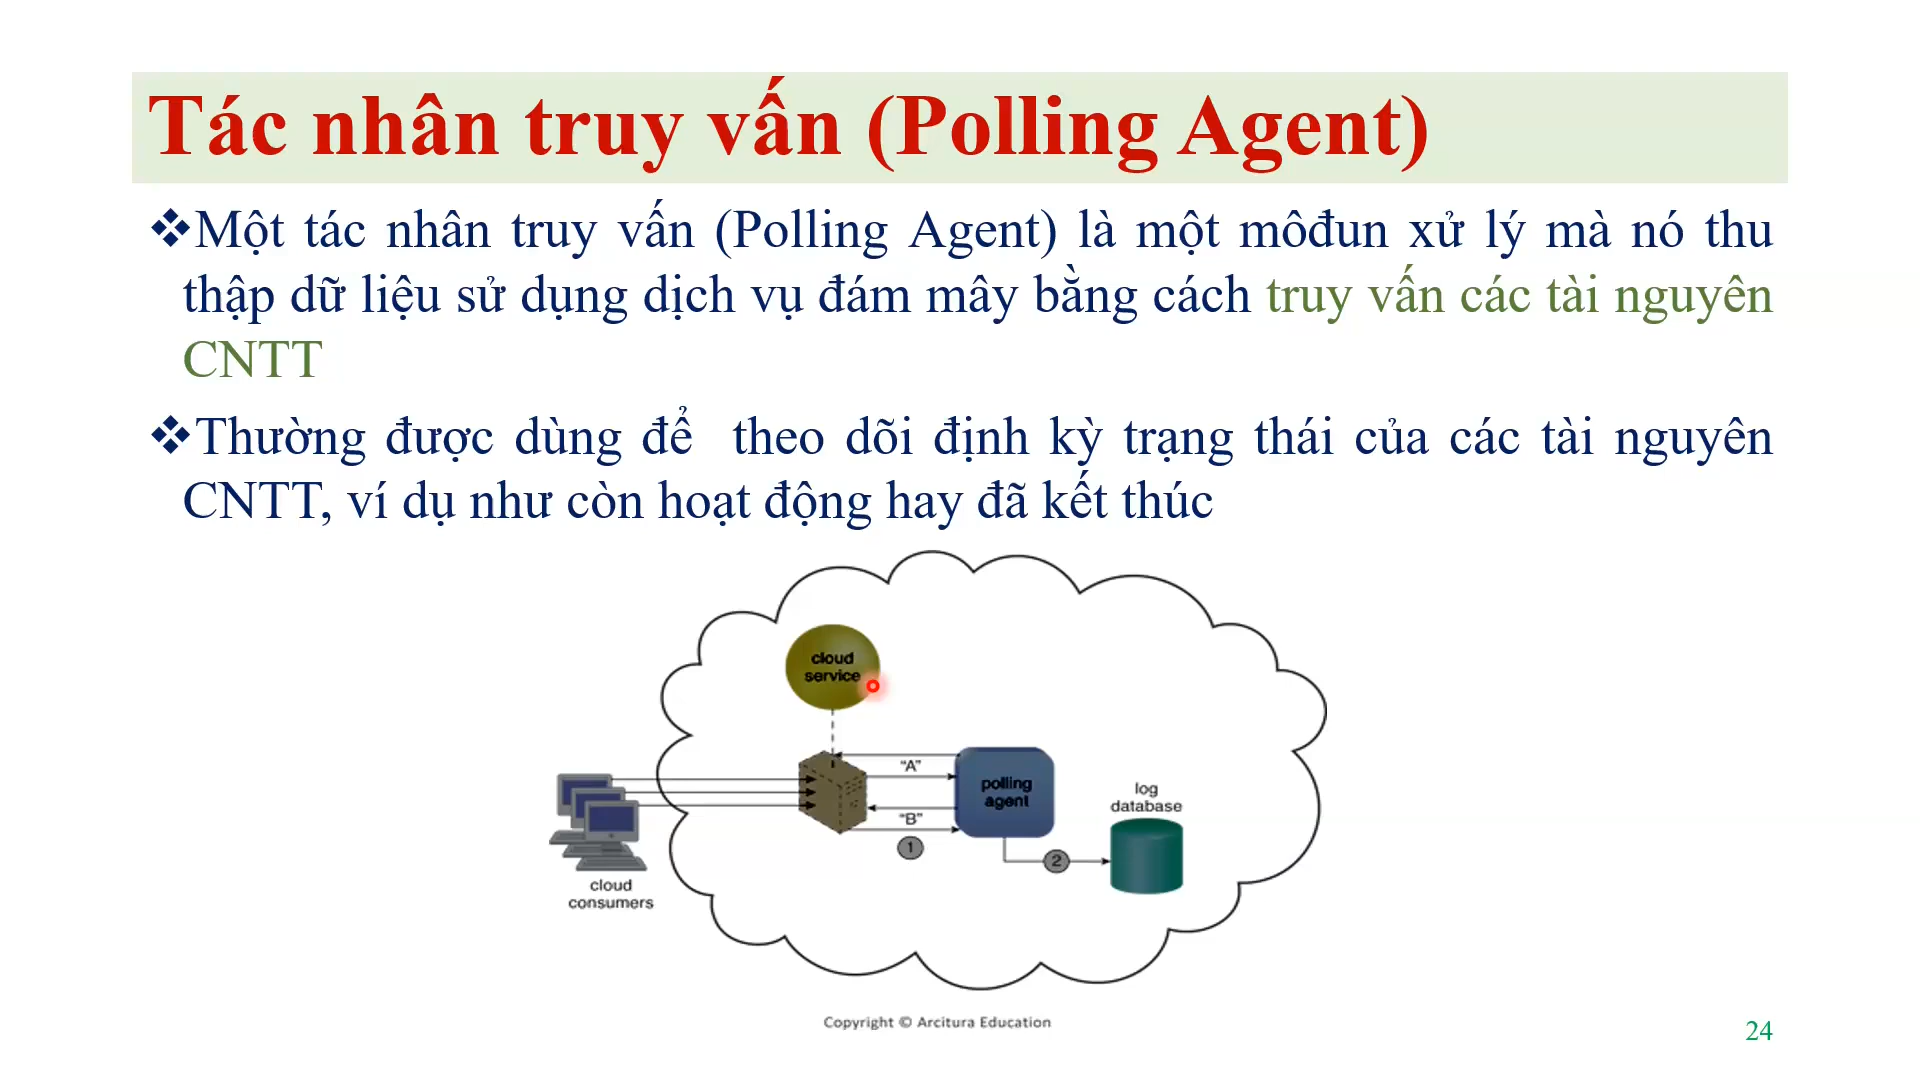 Tác nhân truy vấn (Polling Agent)
❖Một tác nhân truy vấn (Polling Agent) là một môđun xử lý mà nó thu
thập dữ liệu sử dụng dịch vụ đám mây bằng cách truy vấn các tài nguyên
CNTT
❖Thường được dùng để theo dõi định kỳ trạng thái của các tài nguyên
CNTT, ví dụ như còn hoạt động hay đã kết thúc
cloud
service
“A”
polling
agent
“B”
1
2
log
database
cloud
consumers
Copyright © Arcitura Education
24